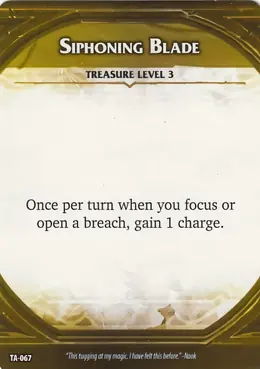 Siphoning Blade
TREASURE LEVEL 3
Once per turn when you focus or
open a breach, gain 1 charge.
TA-067
"This tugging at my magic. I have felt this before." -Nook